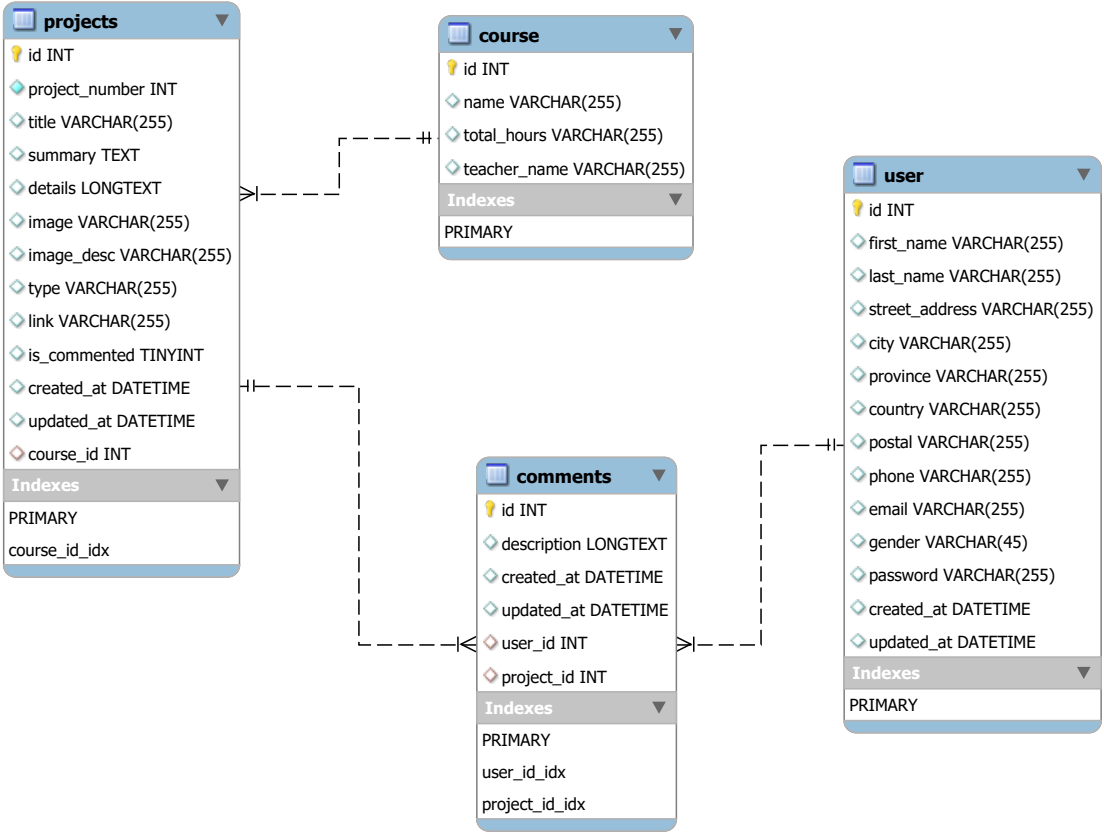 projects
id INT
project_number INT
title VARCHAR(255)
summary TEXT
details LONGTEXT
image VARCHAR(255)
image_desc VARCHAR(255)
type VARCHAR(255)
link VARCHAR(255)
is_commented TINYINT
created_at DATETIME
updated_at DATETIME
course_id INT
Indexes
PRIMARY
course_id_idx
course
id INT
name VARCHAR(255)
total_hours VARCHAR(255)
teacher_name VARCHAR(255)
Indexes
PRIMARY
comments
id INT
description LONGTEXT
created_at DATETIME
updated_at DATETIME
user_id INT
project_id INT
Indexes
PRIMARY
user_id_idx
project_id_idx
user
id INT
first_name VARCHAR(255)
last_name VARCHAR(255)
street_address VARCHAR(255)
city VARCHAR(255)
province VARCHAR(255)
country VARCHAR(255)
postal VARCHAR(255)
phone VARCHAR(255)
email VARCHAR(255)
gender VARCHAR(45)
password VARCHAR(255)
created_at DATETIME
updated_at DATETIME
Indexes
PRIMARY